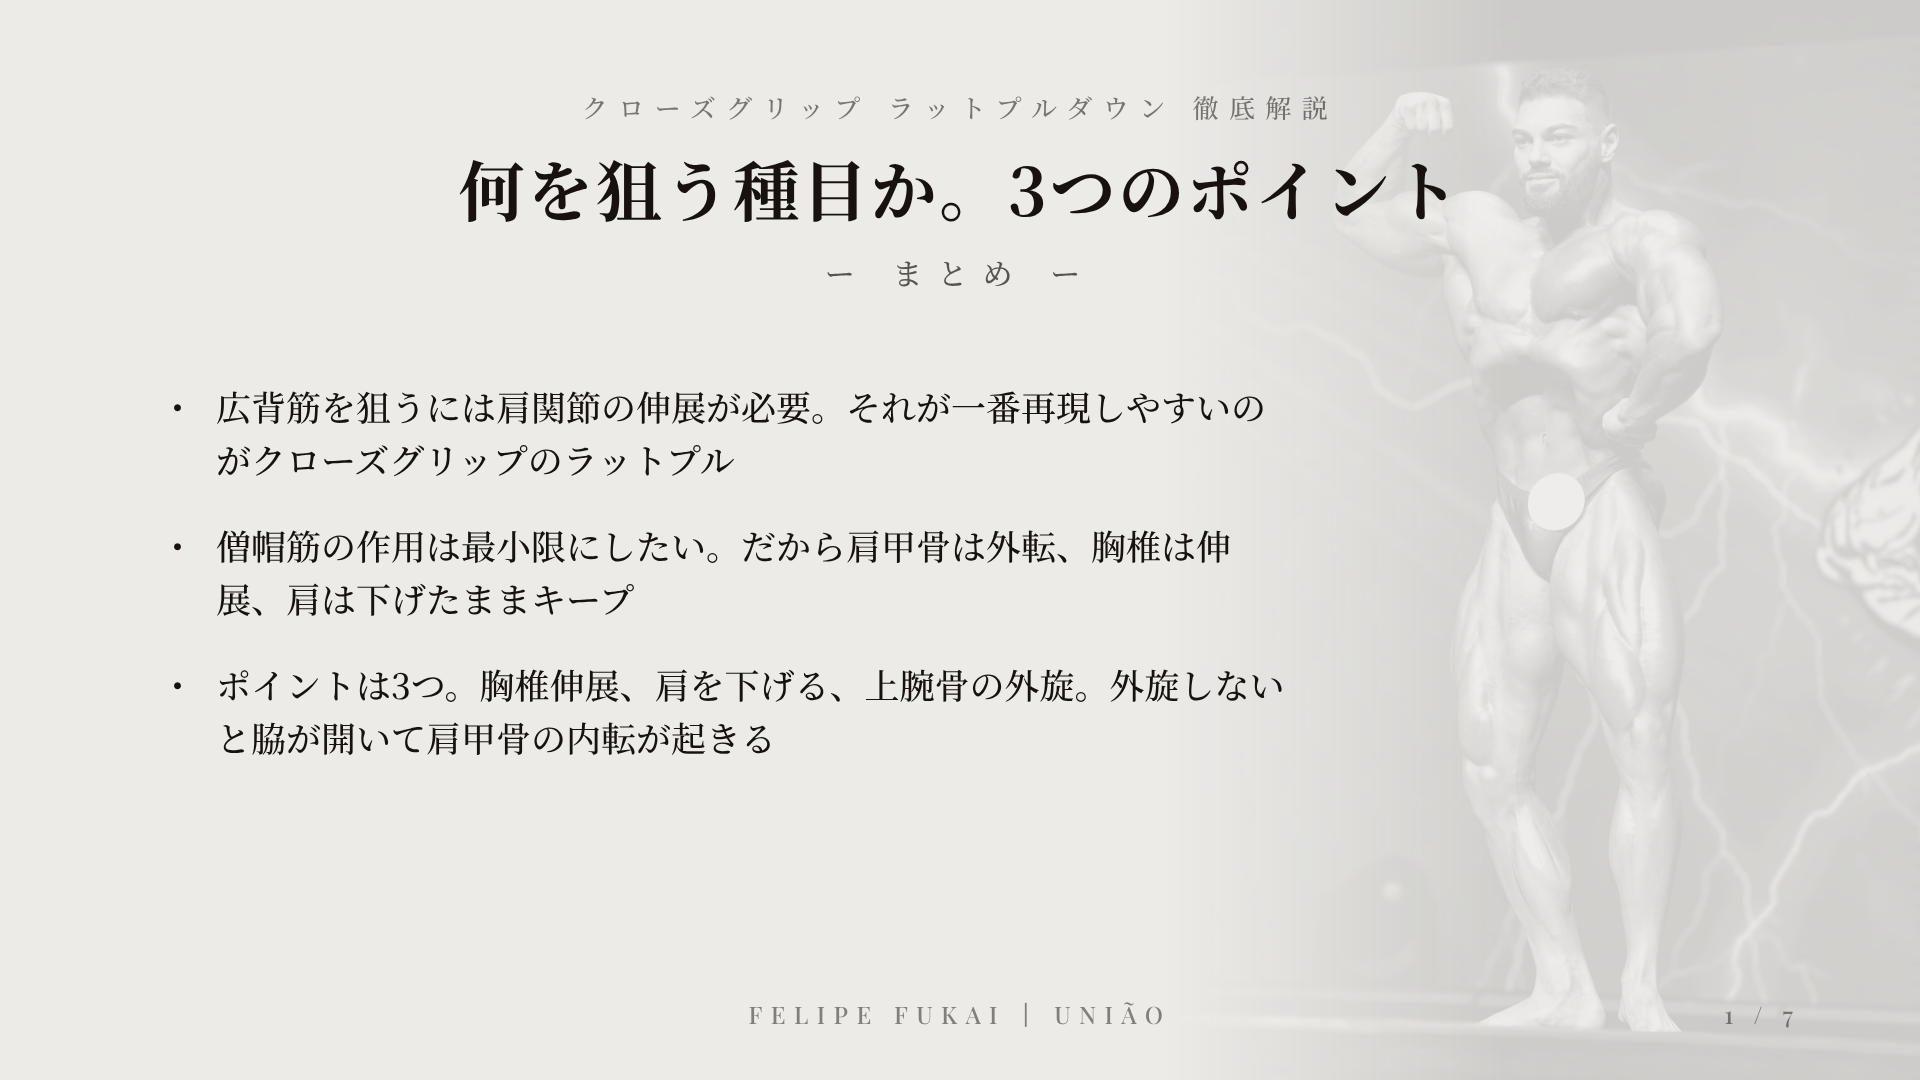 クローズグリップ ラットプルダウン 徹底解説
何を狙う種目か。3つのポイント
ー まとめ ー
・ 広背筋を狙うには肩関節の伸展が必要。それが一番再現しやすいの
がクローズグリップのラットプル
・ 僧帽筋の作用は最小限にしたい。だから肩甲骨は外転、胸椎は伸
展、肩は下げたままキープ
・ ポイントは3つ。胸椎伸展、肩を下げる、上腕骨の外旋。外旋しない
と脇が開いて肩甲骨の内転が起きる
FELIPE FUKAI | UNIÃO
1 / 7